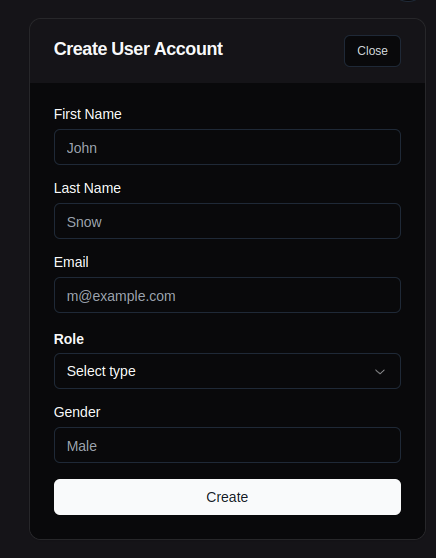 Create User Account
Close
First Name
John
Last Name
Snow
Email
m@example.com
Role
Select type
Gender
Male
Create